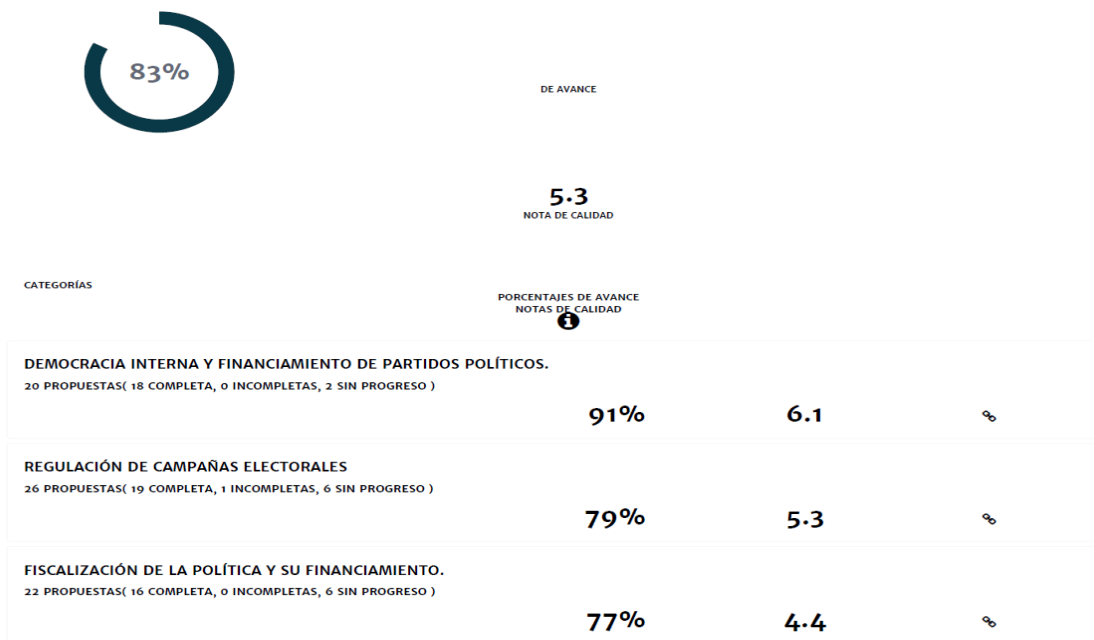 83%
DE AVANCE
5.3
NOTA DE CALIDAD
CATEGORÍAS
PORCENTAJES DE AVANCE
NOTAS DE CALIDAD
DEMOCRACIA INTERNA Y FINANCIAMIENTO DE PARTIDOS POLÍTICOS.
20 PROPUESTAS( 18 COMPLETA, 0 INCOMPLETAS, 2 SIN PROGRESO )
91% 6.1
REGULACIÓN DE CAMPAÑAS ELECTORALES
26 PROPUESTAS( 19 COMPLETA, 1 INCOMPLETAS, 6 SIN PROGRESO )
79% 5.3
FISCALIZACIÓN DE LA POLÍTICA Y SU FINANCIAMIENTO.
22 PROPUESTAS( 16 COMPLETA, 0 INCOMPLETAS, 6 SIN PROGRESO )
77% 4.4